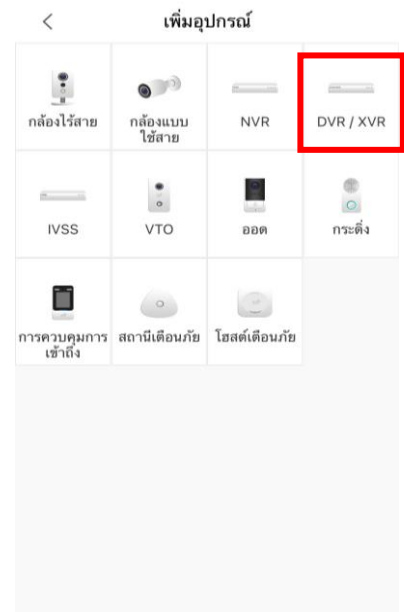 เพิ่มอุปกรณ์
กล้องไร้สาย
กล้องแบบ
ใช้สาย
NVR
DVR / XVR
IVSS
VTO
ออด
กระดิ่ง
การควบคุมการ
เข้าถึง
สถานีเตือนภัย
โฮสต์เตือนภัย